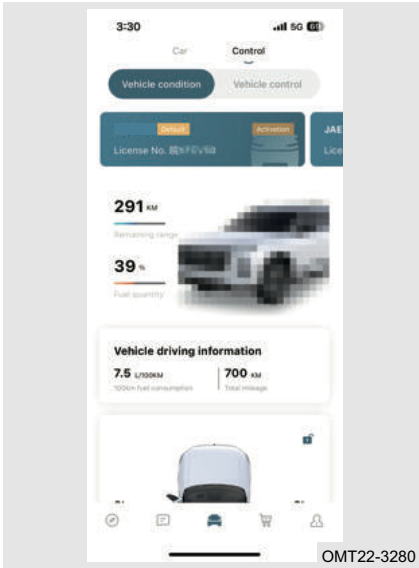 3:30
5G 69
Car Control
Vehicle condition Vehicle control
Default Activation JAE
License No. Lice
291 KM
Remaining range
39 %
Fuel quantity
Vehicle driving information
7.5 L/100KM 700 KM
100km fuel consumption Total mileage
OMT22-3280